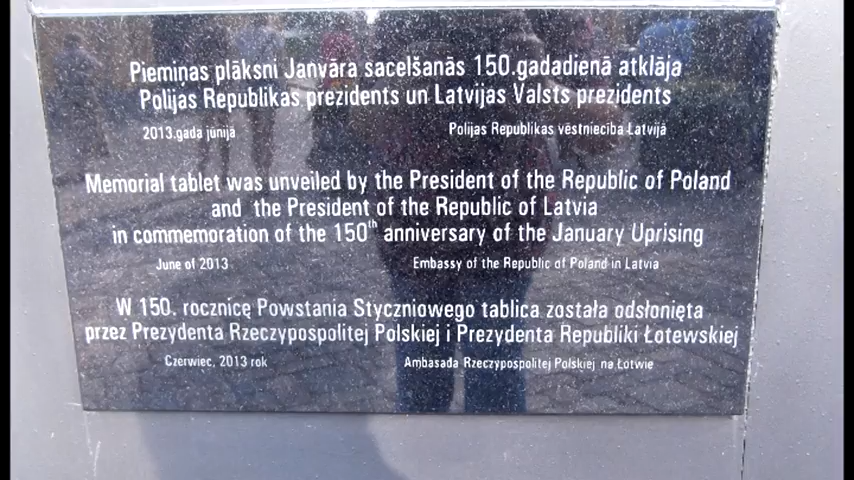 Piemiņas plāksni Janvāra sacelšanās 150.gadadienā atklāja
Polijas Republikas prezidents un Latvijas Valsts prezidents
2013.gada jūnijā Polijas Republikas vēstniecība Latvijā
Memorial tablet was unveiled by the President of the Republic of Poland
and the President of the Republic of Latvia
in commemoration of the 150th anniversary of the January Uprising
June of 2013 Embassy of the Republic of Poland in Latvia
W 150. rocznicę Powstania Styczniowego tablica została odsłonięta
przez Prezydenta Rzeczypospolitej Polskiej i Prezydenta Republiki Łotewskiej
Czerwiec, 2013 rok Ambasada Rzeczypospolitej Polskiej na Łotwie